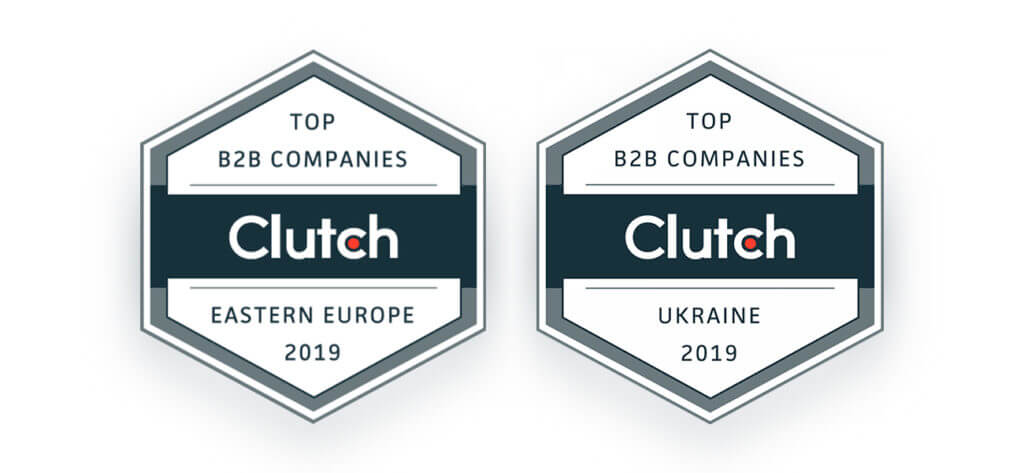 TOP
B2B COMPANIES
Clutch
EASTERN EUROPE
2019
TOP
B2B COMPANIES
Clutch
UKRAINE
2019